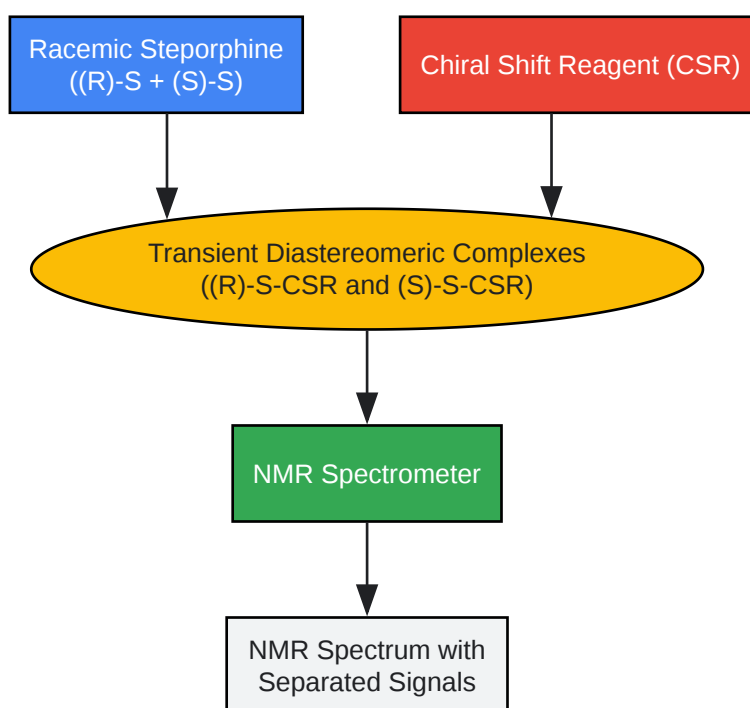 Racemic Steporphine
((R)-S + (S)-S)
Chiral Shift Reagent (CSR)
Transient Diastereomeric Complexes
((R)-S-CSR and (S)-S-CSR)
NMR Spectrometer
NMR Spectrum with
Separated Signals